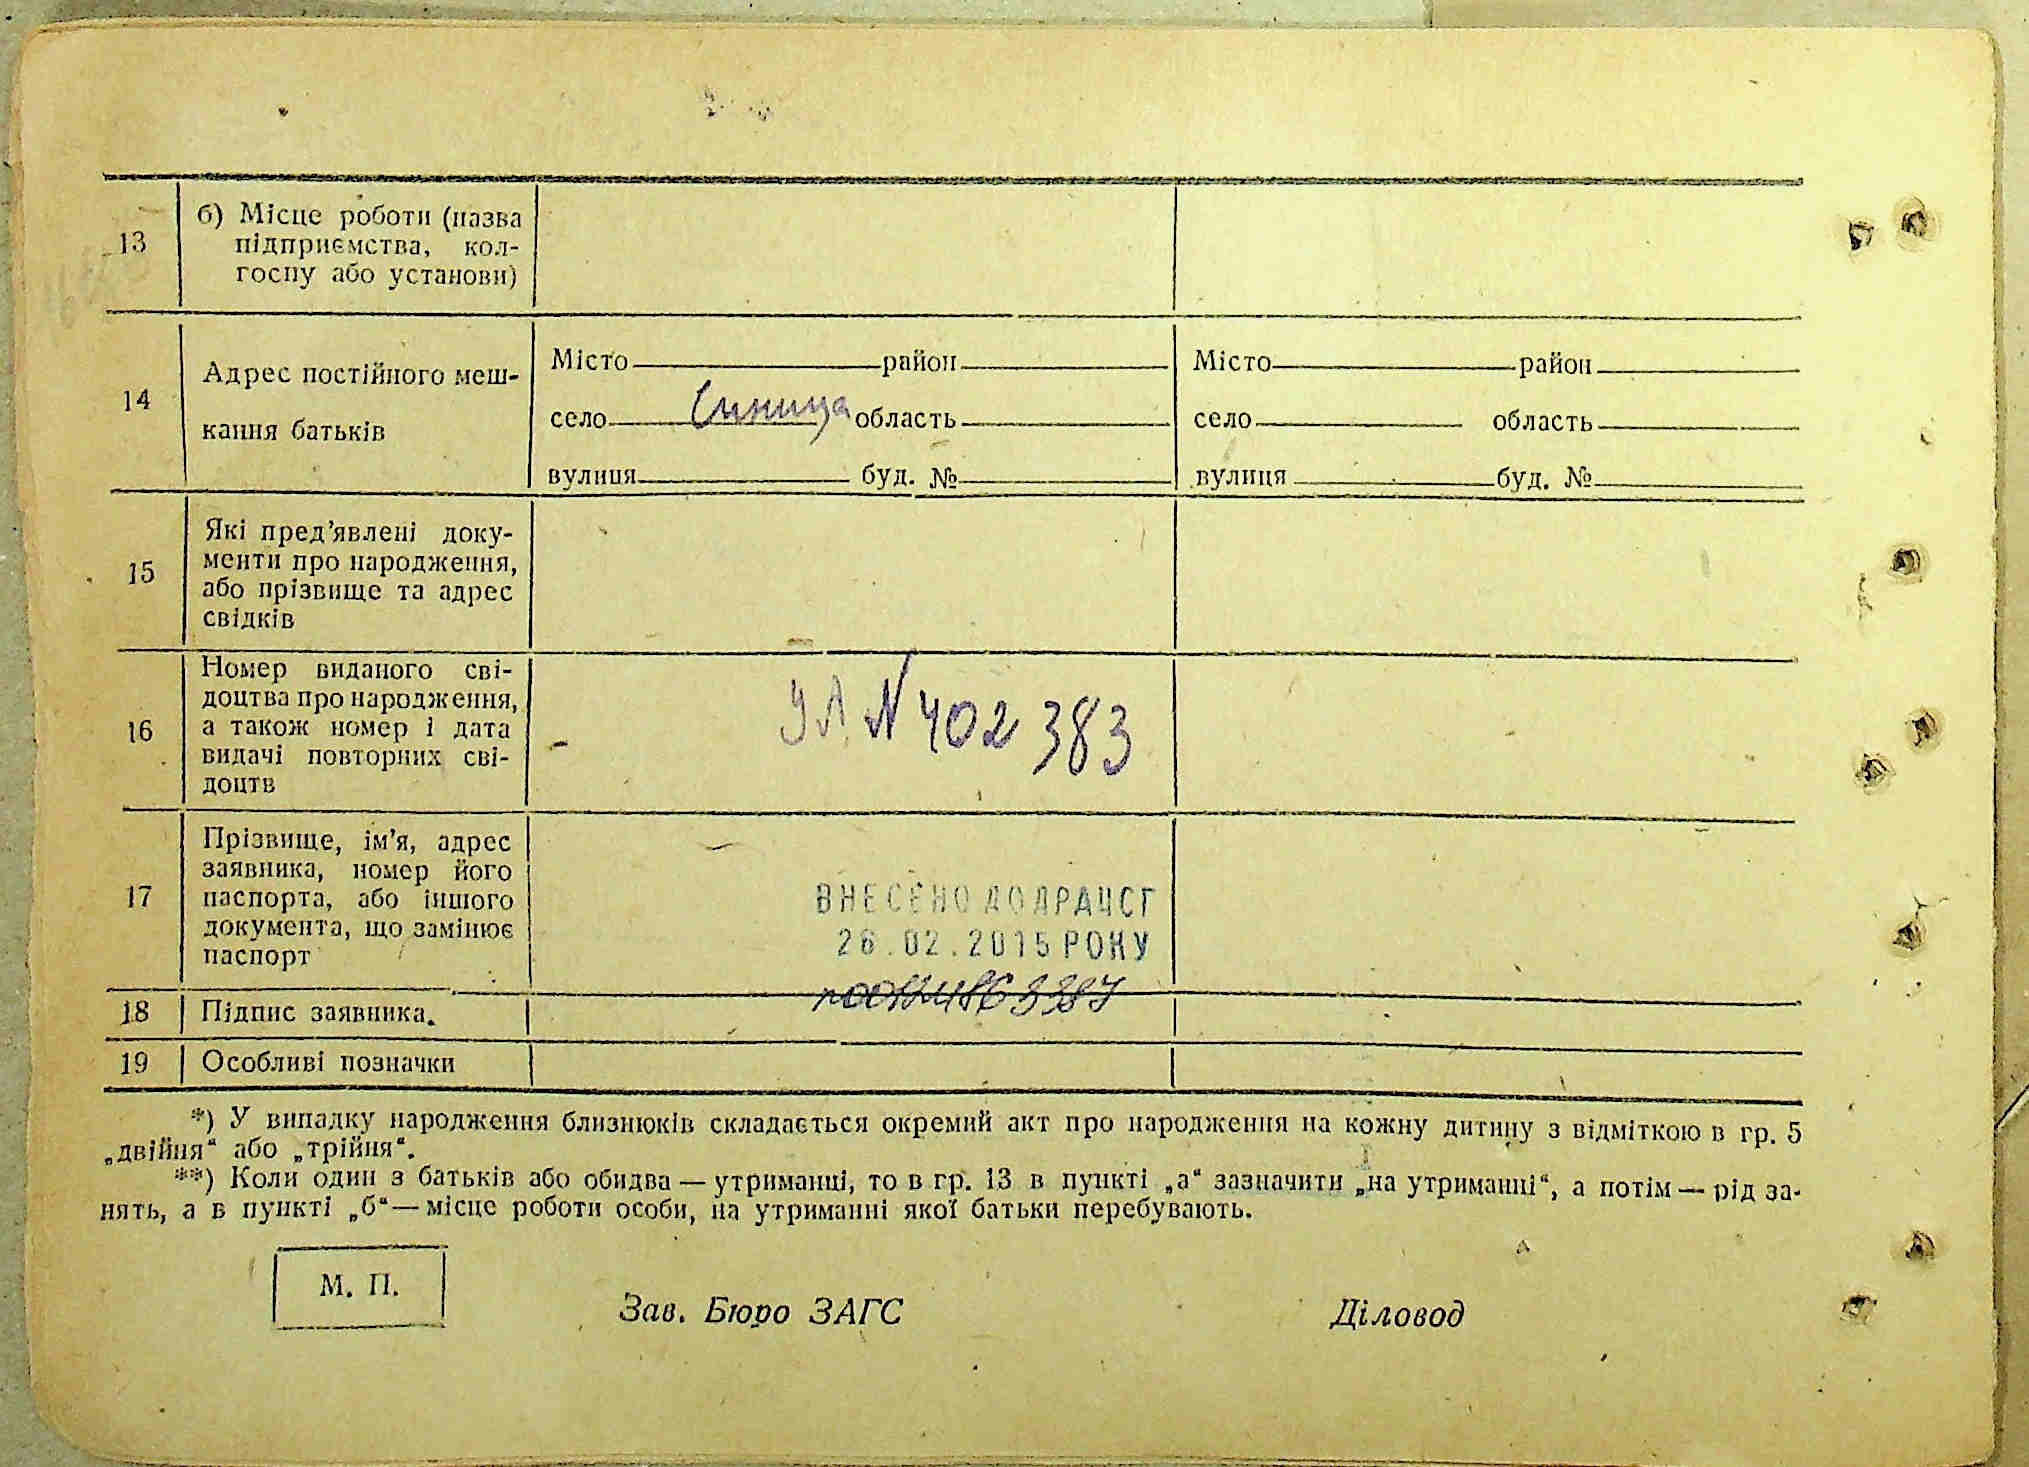 13
б) Місце роботи (назва
підприємства, кол-
госпу або установи)
14
Адрес постійного меш-
кання батьків
Місто район
село Синица область
вулиця буд. №
Місто район
село область
вулиця буд. №
15
Які пред'явлені доку-
менти про народження,
або прізвище та адрес
свідків
16
Номер виданого сві-
доцтва про народження,
а також номер і дата
видачі повторних сві-
доцтв
УЛ № 402 383
17
Прізвище, ім'я, адрес
заявника, номер його
паспорта, або іншого
документа, що замінює
паспорт
ВНЕСЕНО ДО ДРАЦСГ
26.02.2015 РОКУ
18
Підпис заявника.
19
Особливі позначки
*) У випадку народження близнюків складається окремий акт про народження на кожну дитину з відміткою в гр. 5
„двійня“ або „трійня“.
**) Коли один з батьків або обидва — утриманці, то в гр. 13 в пункті „а“ зазначити „на утриманні“, а потім — рід за-
нять, а в пункті „б“ — місце роботи особи, на утриманні якої батьки перебувають.
М. П.
Зав. Бюро ЗАГС
Діловод